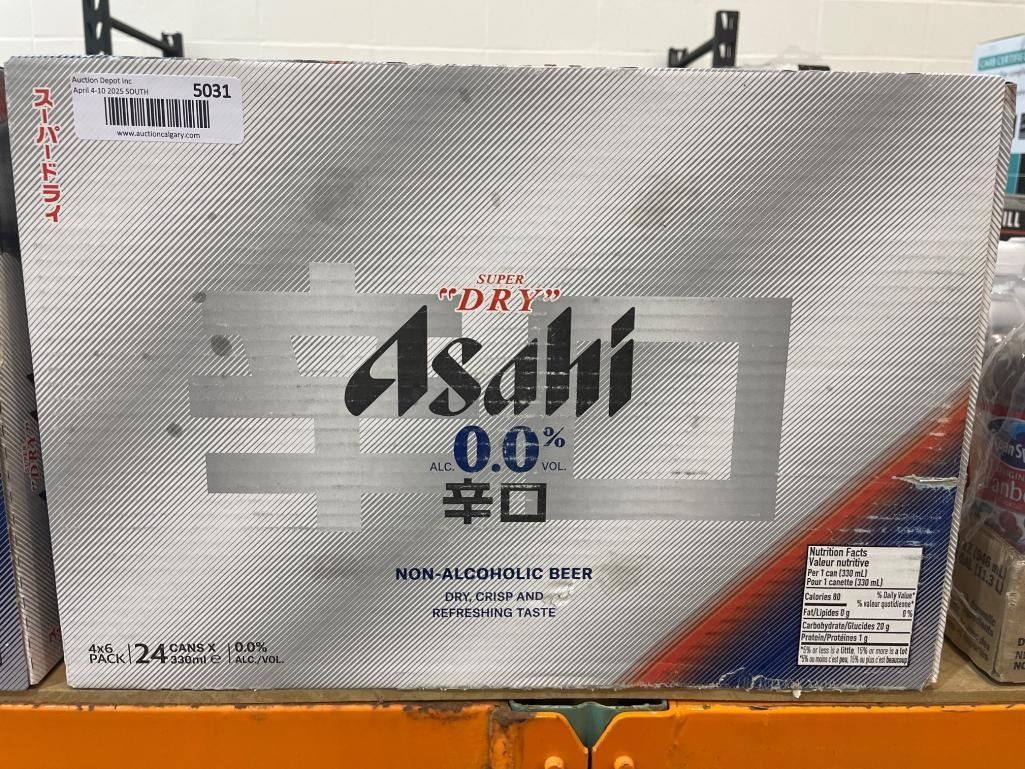 Auction Depot Inc
April 4-10 2025 SOUTH
5031
www.auctioncalgary.com
スーパードライ
SUPER
"DRY"
Asahi
ALC. 0.0% VOL.
辛口
NON-ALCOHOLIC BEER
DRY, CRISP AND
REFRESHING TASTE
4x6
PACK
24 CANS X
330ml e
0.0%
ALC./VOL.
Nutrition Facts
Valeur nutritive
Per 1 can (330 mL)
Pour 1 canette (330 mL)
Calories 80
% Daily Value*
% valeur quotidienne*
Fat/Lipides 0 g
0 %
Carbohydrate/Glucides 20 g
Protein/Protéines 1 g
*5% or less is a little, 15% or more is a lot
*5% ou moins c'est peu, 15% ou plus c'est beaucoup
CARB CERTIFIE
ILL
"DRY"